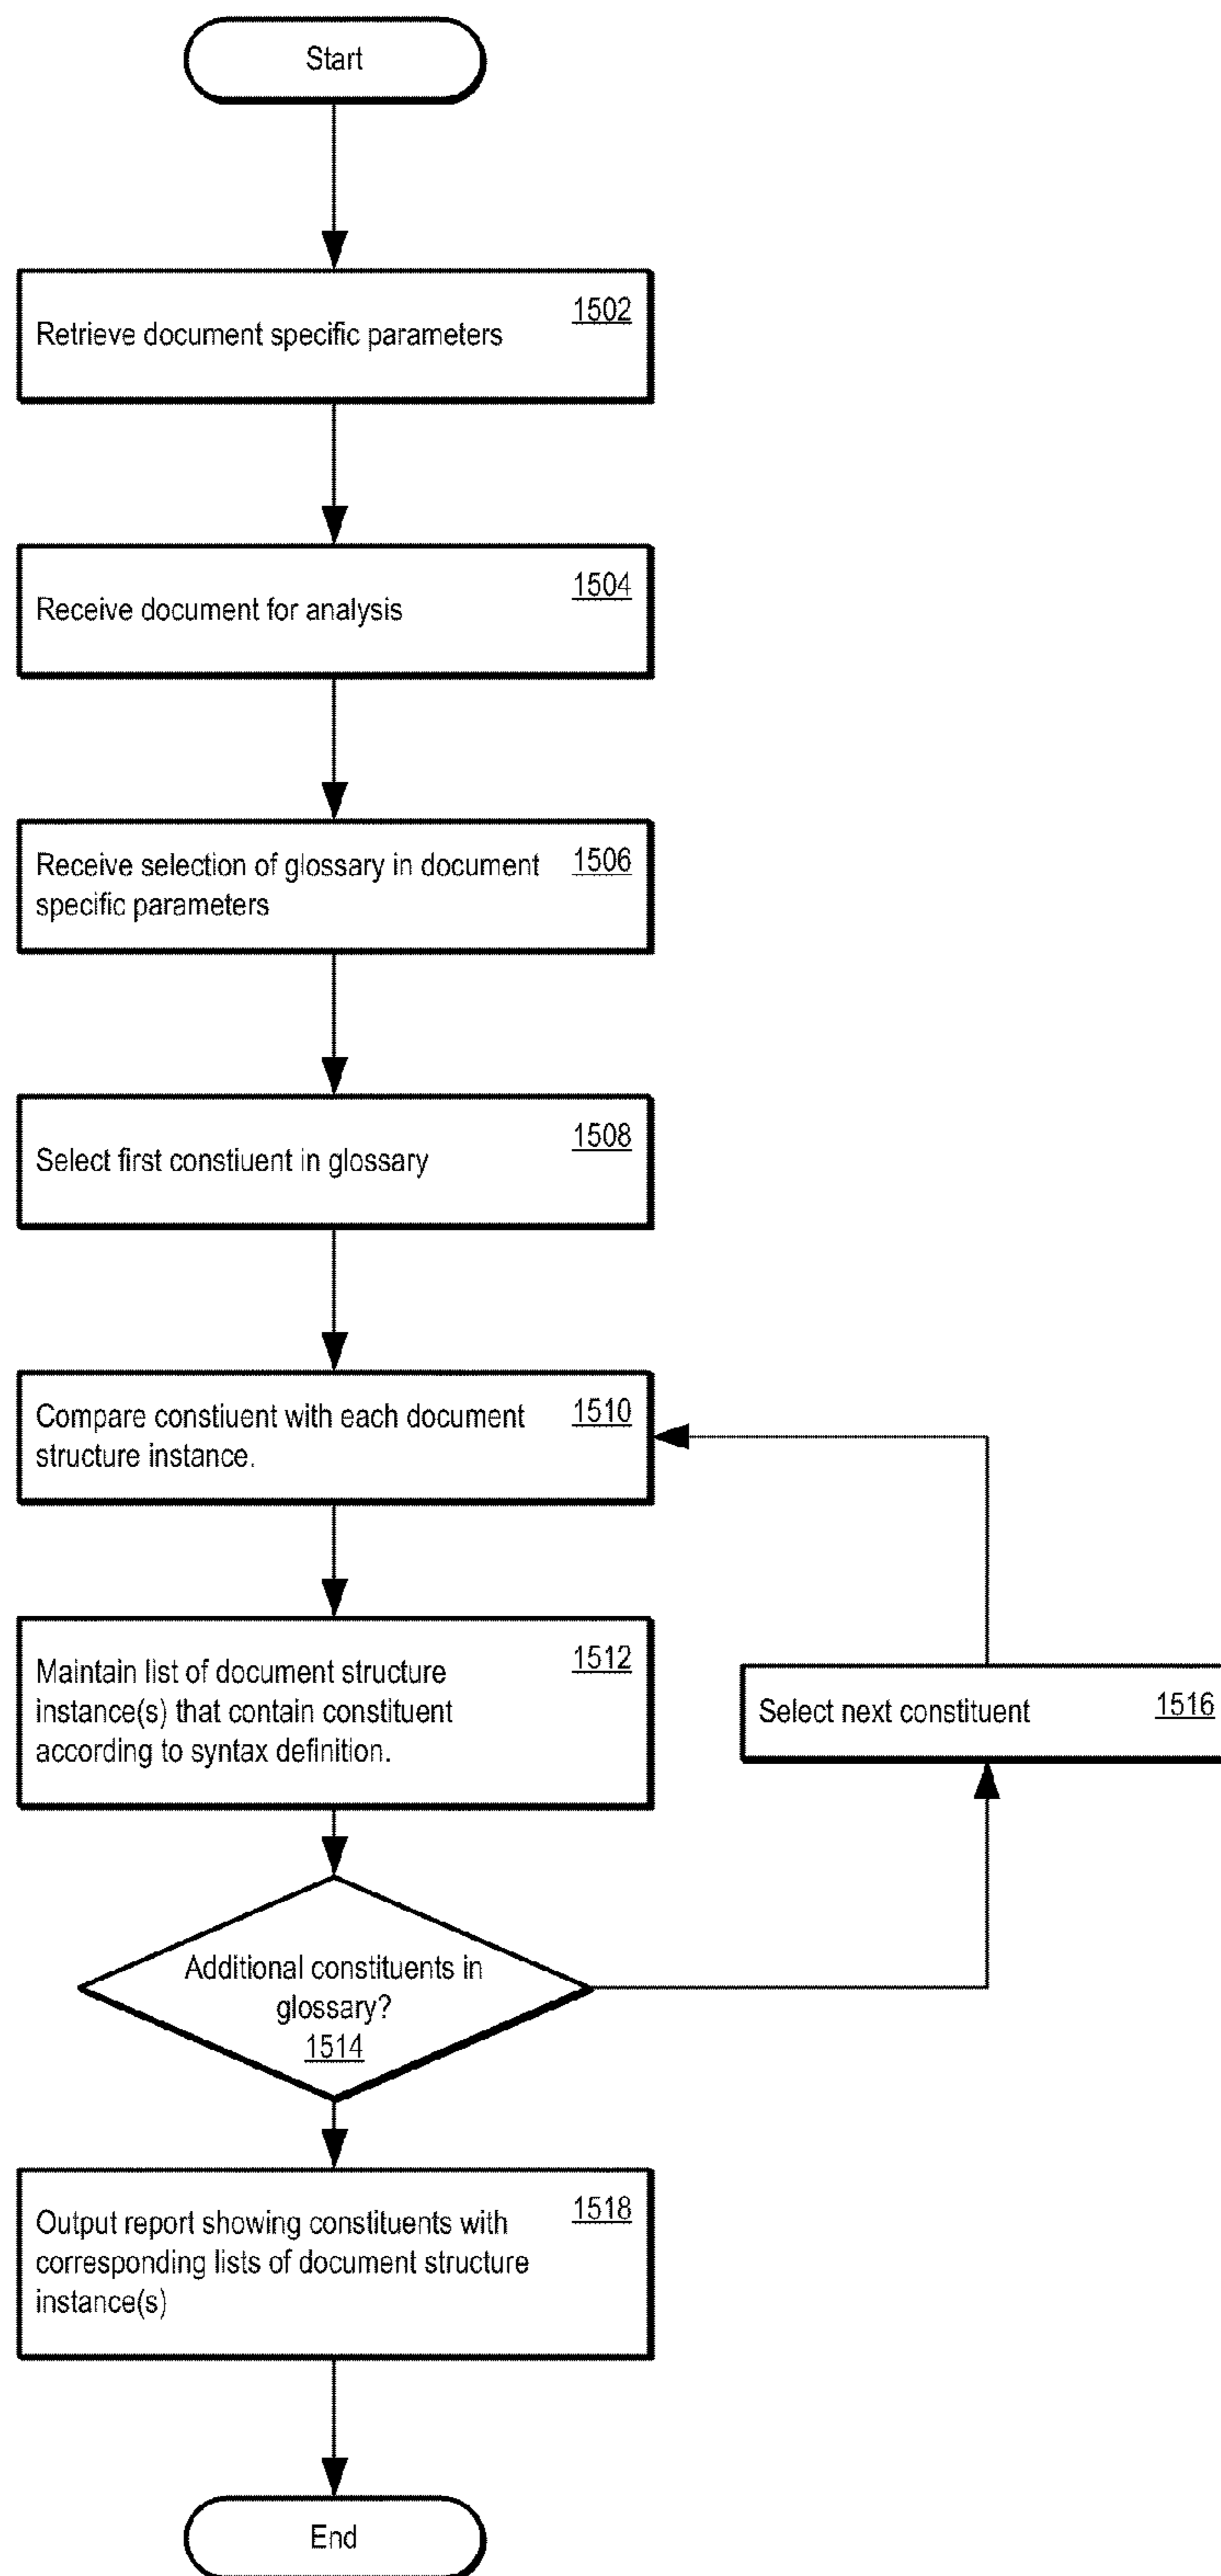 Start
1502
Retrieve document specific parameters
1504
Receive document for analysis
1506
Receive selection of glossary in document
specific parameters
1508
Select first constiuent in glossary
1510
Compare constiuent with each document
structure instance.
1512
Maintain list of document structure
instance(s) that contain constituent
according to syntax definition.
Select next constituent 1516
Additional constituents in
glossary?
1514
1518
Output report showing constituents with
corresponding lists of document structure
instance(s)
End